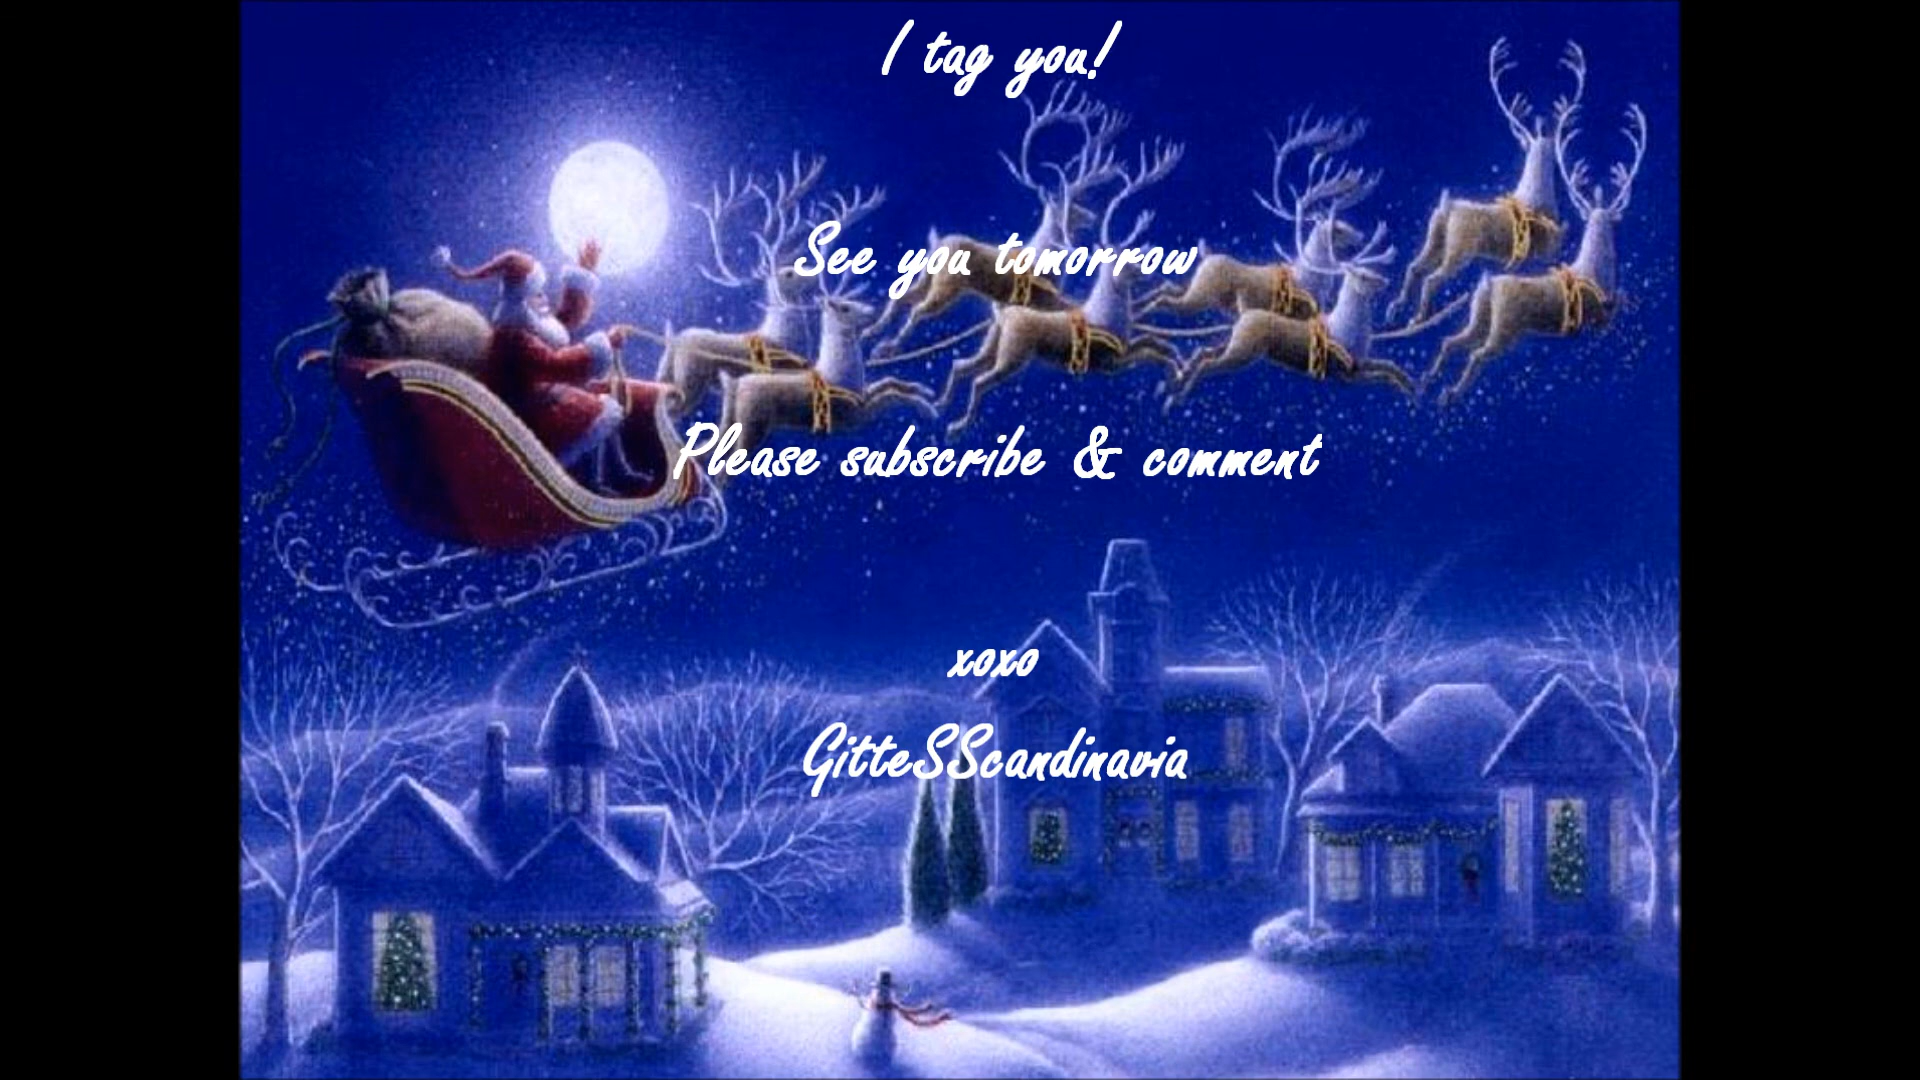 I tag you!
See you tomorrow
Please subscribe & comment
xoxo
GitteSScandinavia